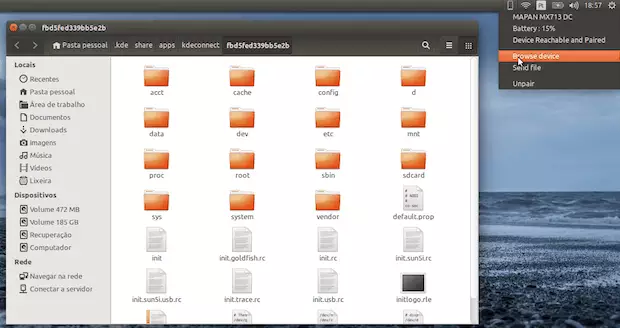 fbd5fed339bb5e2b
Pt
18:57
Pasta pessoal .kde share apps kdeconnect fbd5fed339bb5e2b
MAPAN MX713 DC
Battery : 15%
Device Reachable and Paired
Browse device
Send file
Unpair
Locais
Recentes
Pasta pessoal
Área de trabalho
Documentos
Downloads
Imagens
Música
Vídeos
Lixeira
Dispositivos
Volume 472 MB
Volume 185 GB
Recuperação
Computador
Rede
Navegar na rede
Conectar a servidor
acct cache config d
data dev etc mnt
proc root sbin sdcard
sys system vendor default.prop
init init.goldfish.rc init.rc init.sun5i.rc
init.sun5i.usb.rc init.trace.rc init.usb.rc initlogo.rle